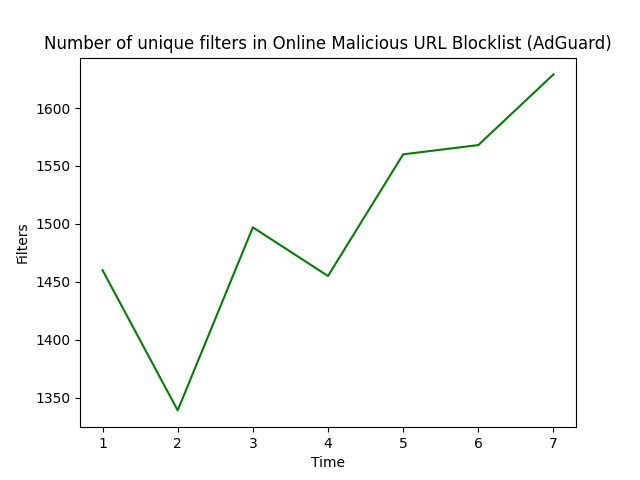 Number of unique filters in Online Malicious URL Blocklist (AdGuard)
1600
1550
1500
1450
1400
1350
Filters
1 2 3 4 5 6 7
Time